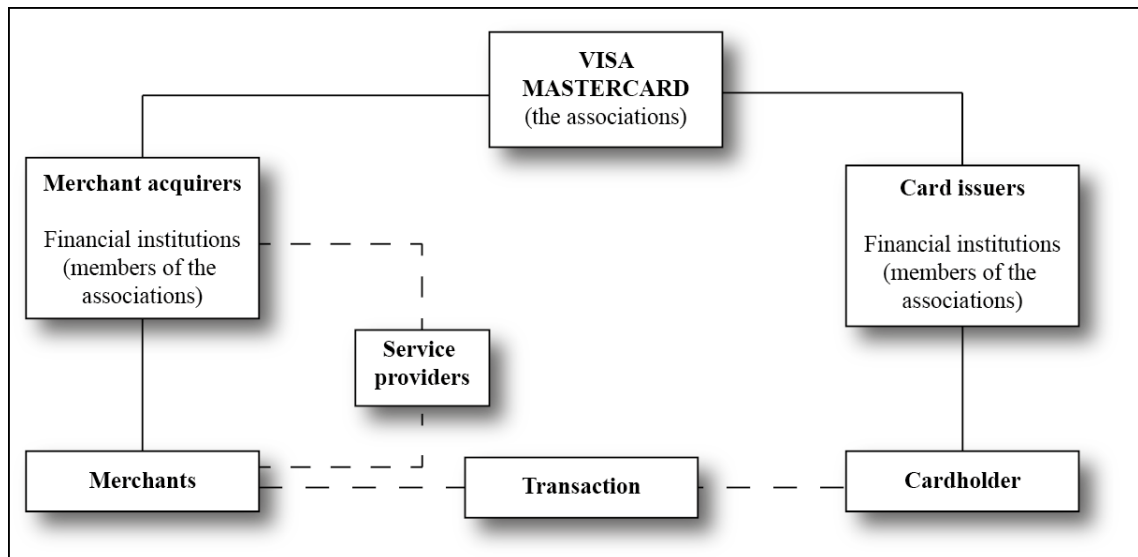 VISA
MASTERCARD
(the associations)
Merchant acquirers
Financial institutions
(members of the
associations)
Card issuers
Financial institutions
(members of the
associations)
Service
providers
Merchants
Transaction
Cardholder